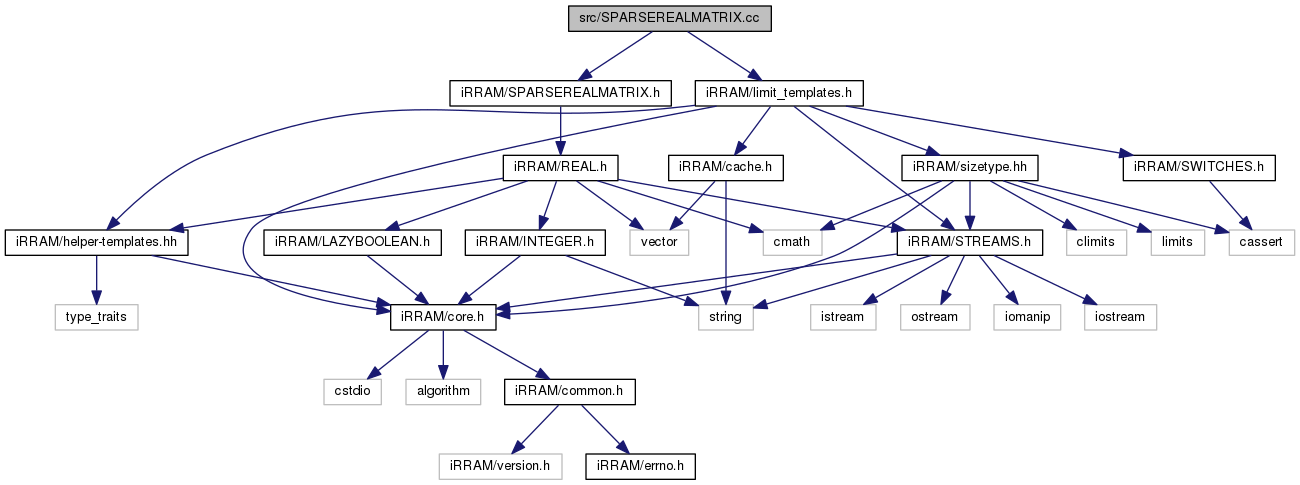 src/SPARSEREALMATRIX.cc
iRRAM/SPARSEREALMATRIX.h
iRRAM/limit_templates.h
iRRAM/REAL.h
iRRAM/cache.h
iRRAM/sizetype.hh
iRRAM/SWITCHES.h
iRRAM/helper-templates.hh
iRRAM/LAZYBOOLEAN.h
iRRAM/INTEGER.h
vector
cmath
iRRAM/STREAMS.h
climits
limits
cassert
type_traits
iRRAM/core.h
string
istream
ostream
iomanip
iostream
cstdio
algorithm
iRRAM/common.h
iRRAM/version.h
iRRAM/errno.h